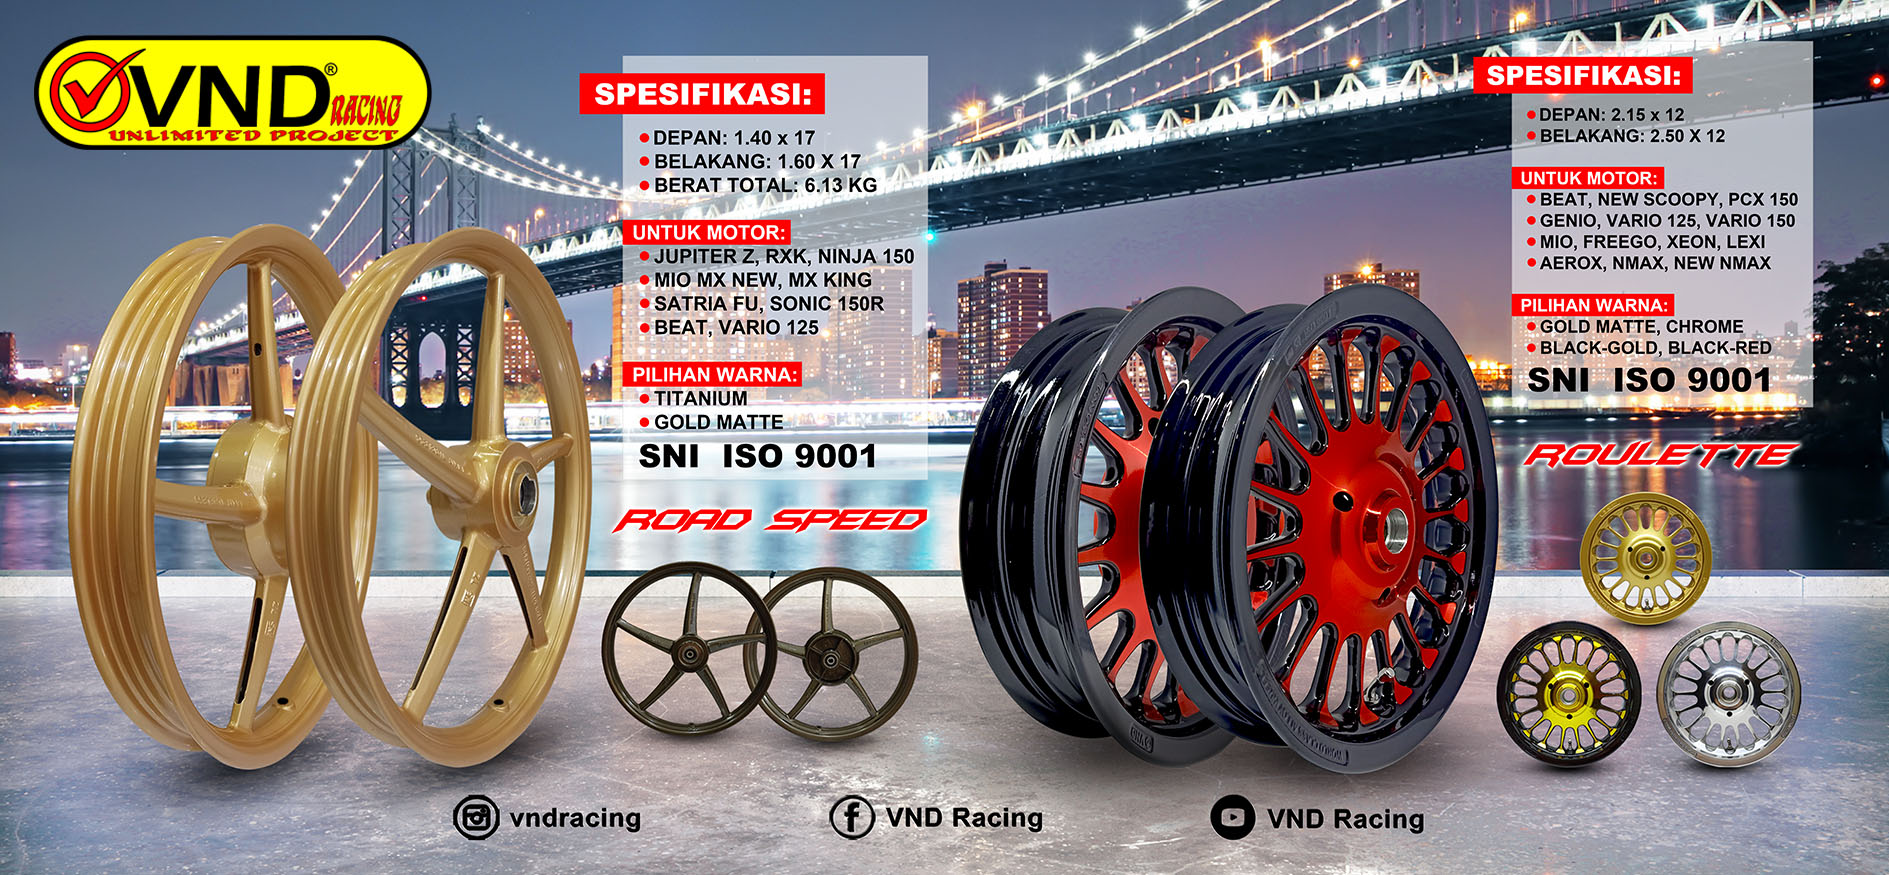 VND® RACING
UNLIMITED PROJECT
SPESIFIKASI:
DEPAN: 1.40 x 17
BELAKANG: 1.60 X 17
BERAT TOTAL: 6.13 KG
UNTUK MOTOR:
JUPITER Z, RXK, NINJA 150
MIO MX NEW, MX KING
SATRIA FU, SONIC 150R
BEAT, VARIO 125
PILIHAN WARNA:
TITANIUM
GOLD MATTE
SNI ISO 9001
ROAD SPEED
SPESIFIKASI:
DEPAN: 2.15 x 12
BELAKANG: 2.50 X 12
UNTUK MOTOR:
BEAT, NEW SCOOPY, PCX 150
GENIO, VARIO 125, VARIO 150
MIO, FREEGO, XEON, LEXI
AEROX, NMAX, NEW NMAX
PILIHAN WARNA:
GOLD MATTE, CHROME
BLACK-GOLD, BLACK-RED
SNI ISO 9001
ROULETTE
vndracing
VND Racing
VND Racing